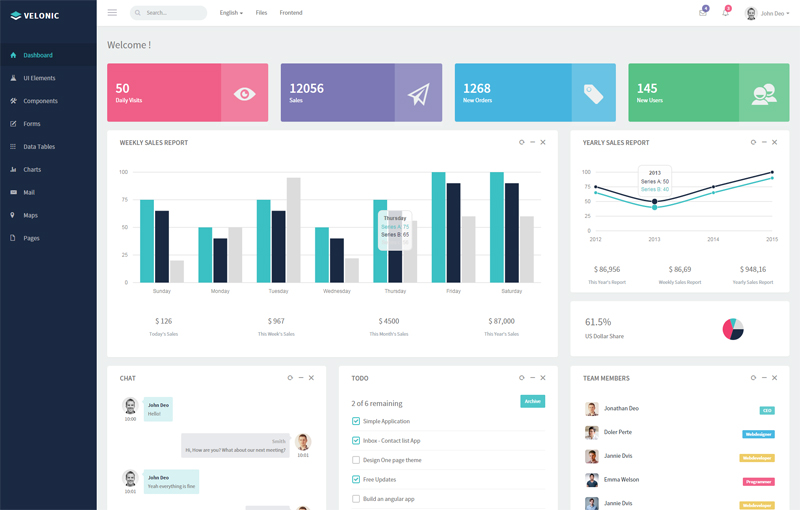 VELONIC
Search...
English
Files
Frontend
4
3
John Deo
Dashboard
UI Elements
Components
Forms
Data Tables
Charts
Mail
Maps
Pages
Welcome !
50
Daily Visits
12056
Sales
1268
New Orders
145
New Users
WEEKLY SALES REPORT
100
75
50
25
0
Thursday
Series A: 75
Series B: 65
Sunday
Monday
Tuesday
Wednesday
Thursday
Friday
Saturday
$ 126
Today's Sales
$ 967
This Week's Sales
$ 4500
This Month's Sales
$ 87,000
This Year's Sales
YEARLY SALES REPORT
100
75
50
25
0
2013
Series A: 50
Series B: 40
2012
2013
2014
2015
$ 86,956
This Year's Report
$ 86,69
Weekly Sales Report
$ 948,16
Yearly Sales Report
61.5%
US Dollar Share
CHAT
John Deo
Hello!
10:00
Smith
Hi, How are you? What about our next meeting?
10:01
John Deo
Yeah everything is fine
10:01
TODO
2 of 6 remaining
Archive
Simple Application
Inbox - Contact list App
Design One page theme
Free Updates
Build an angular app
TEAM MEMBERS
Jonathan Deo
CEO
Doler Perte
Webdesigner
Jannie Dvis
Webdeveloper
Emma Welson
Programmer
Jannie Dvis
Webdeveloper